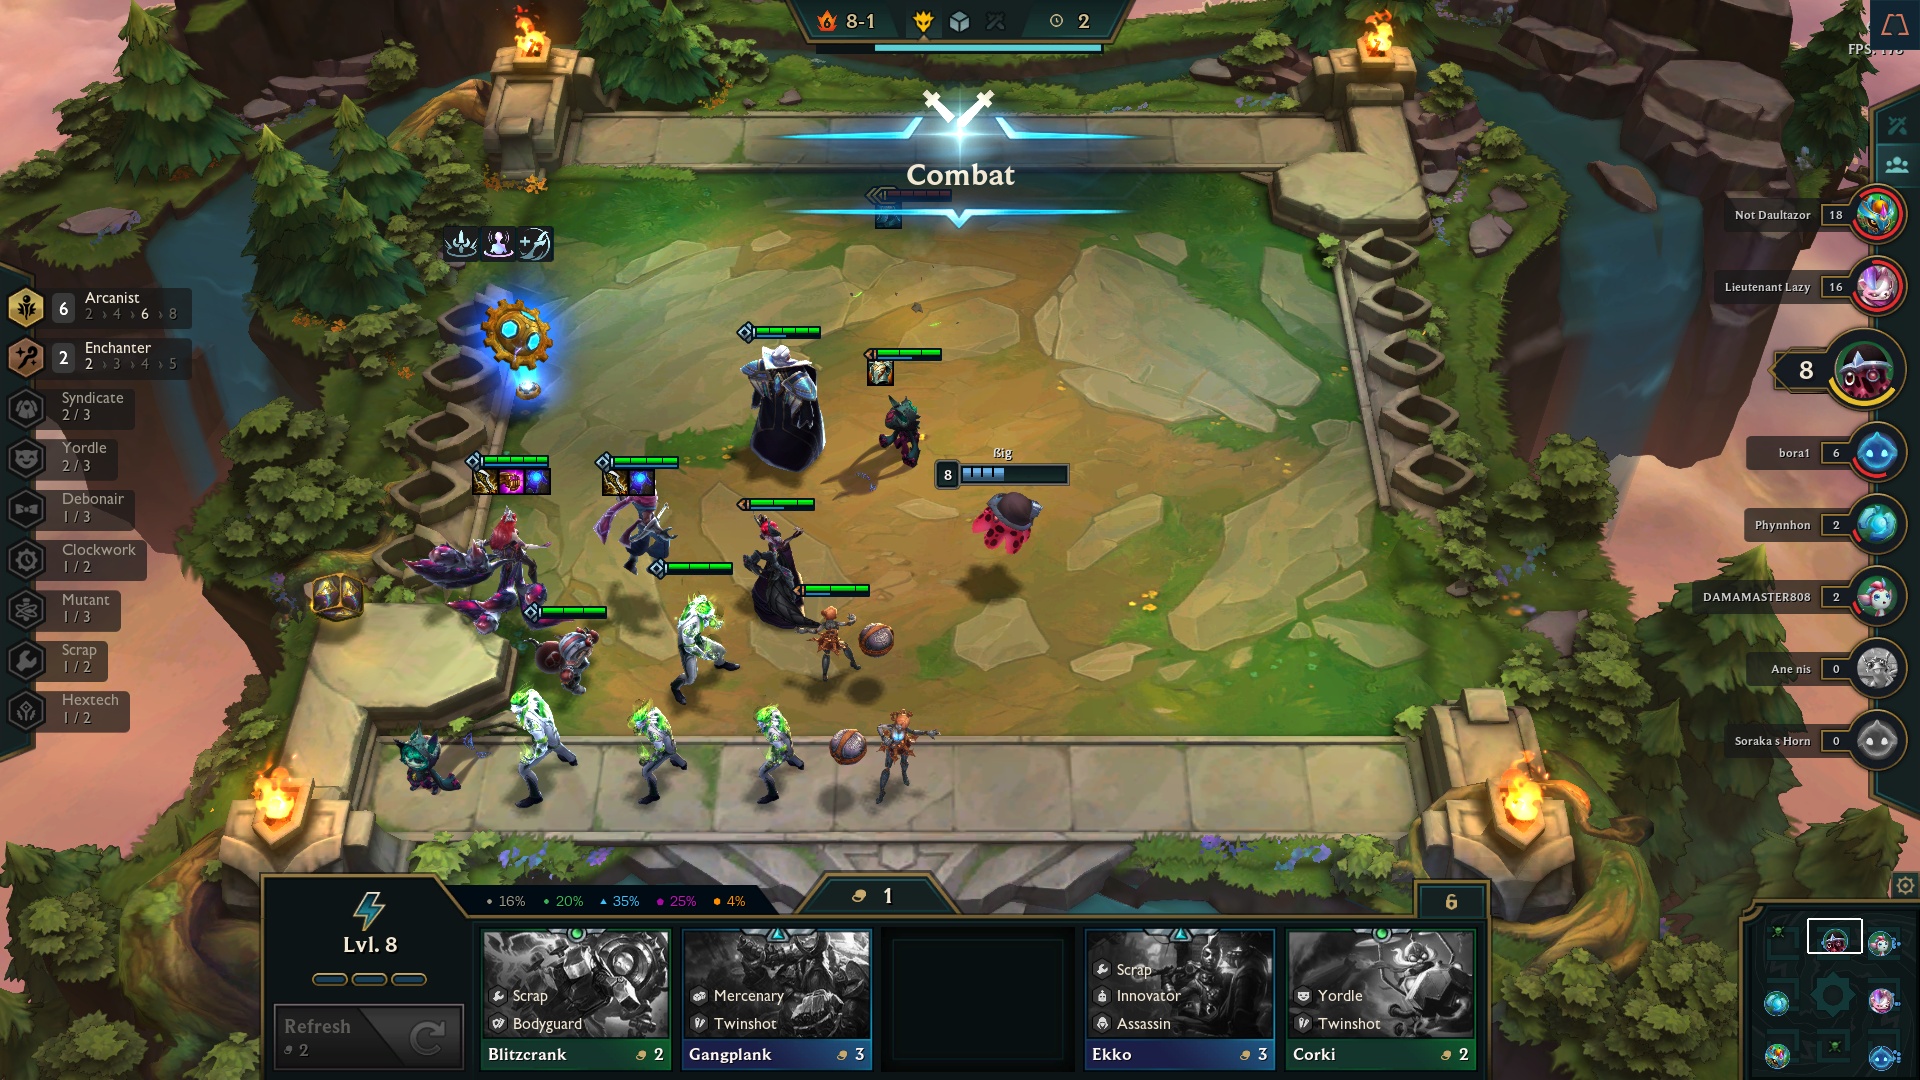 8-1
2
FPS:
Combat
Not Daultazor
18
Lieutenant Lazy
16
8
bora1
6
Phynnhon
2
DAMAMASTER808
2
Ane nis
0
Soraka s Horn
0
6
Arcanist
2 › 4 › 6 › 8
2
Enchanter
2 › 3 › 4 › 5
Syndicate
2 / 3
Yordle
2 / 3
Debonair
1 / 3
Clockwork
1 / 2
Mutant
1 / 3
Scrap
1 / 2
Hextech
1 / 2
8
16%
20%
35%
25%
4%
1
6
Lvl. 8
Refresh
2
Scrap
Bodyguard
Blitzcrank
2
Mercenary
Twinshot
Gangplank
3
Scrap
Innovator
Assassin
Ekko
3
Yordle
Twinshot
Corki
2